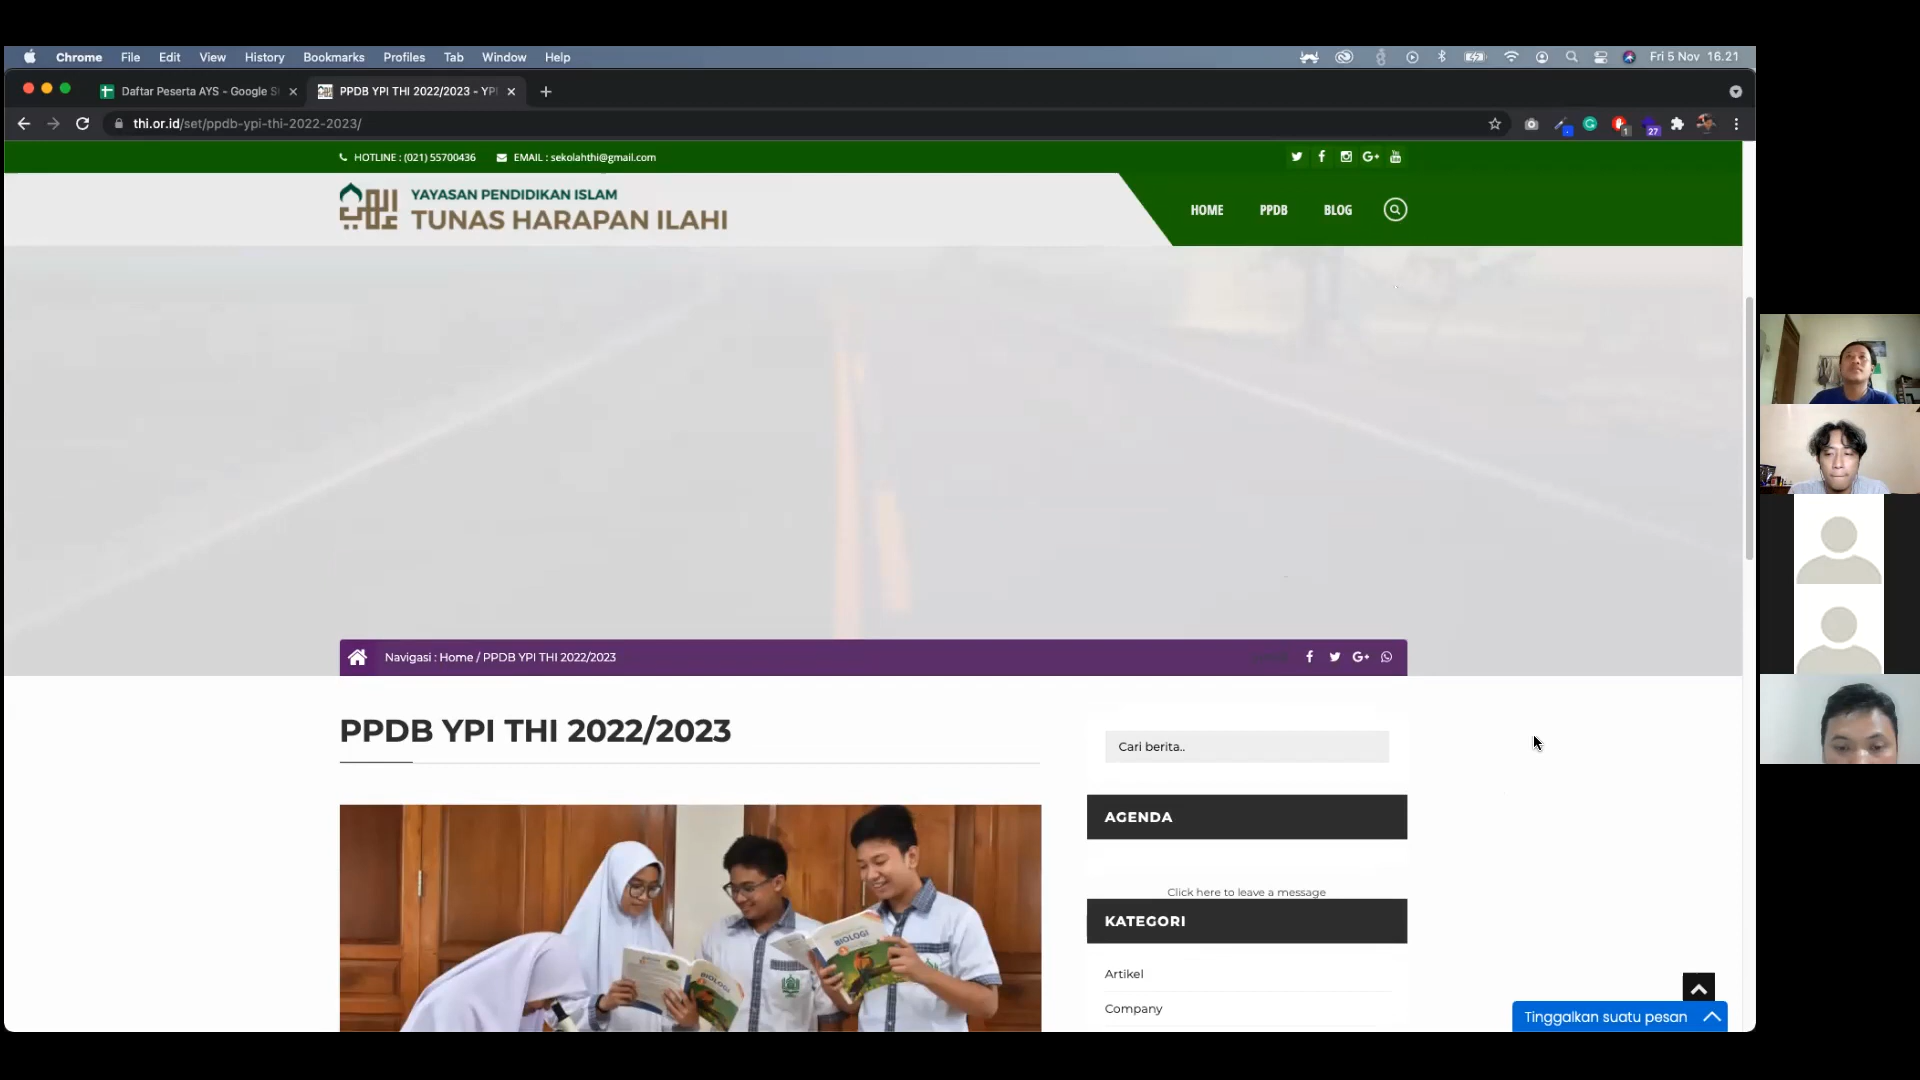 Chrome File Edit View History Bookmarks Profiles Tab Window Help Fri 5 Nov 16.21
Daftar Peserta AYS - Google S
PPDB YPI THI 2022/2023 - YPI
thi.or.id/set/ppdb-ypi-thi-2022-2023/
1 27
HOTLINE : (021) 55700436 EMAIL : sekolahthi@gmail.com
YAYASAN PENDIDIKAN ISLAM
TUNAS HARAPAN ILAHI
HOME PPDB BLOG
Navigasi : Home / PPDB YPI THI 2022/2023
PPDB YPI THI 2022/2023
Cari berita..
AGENDA
Click here to leave a message
KATEGORI
Artikel
Company
BIOLOGI
BIOLOGI
Tinggalkan suatu pesan